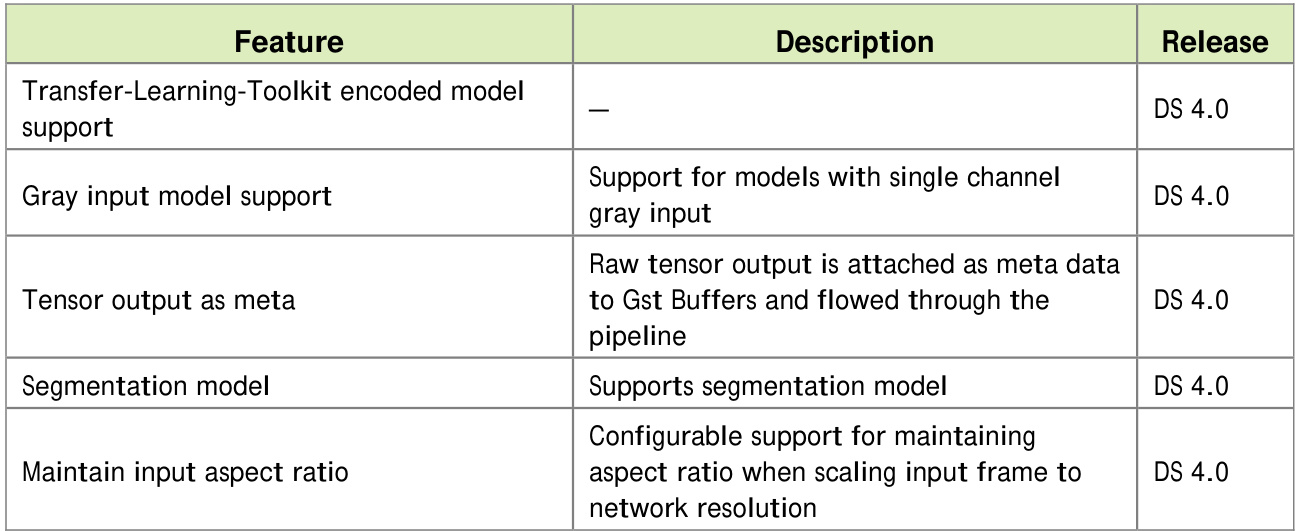 Feature Description Release
Transfer-Learning-Toolkit encoded model
support
— DS 4.0
Gray input model support
Support for models with single channel
gray input
DS 4.0
Tensor output as meta
Raw tensor output is attached as meta data
to Gst Buffers and flowed through the
pipeline
DS 4.0
Segmentation model Supports segmentation model DS 4.0
Maintain input aspect ratio
Configurable support for maintaining
aspect ratio when scaling input frame to
network resolution
DS 4.0